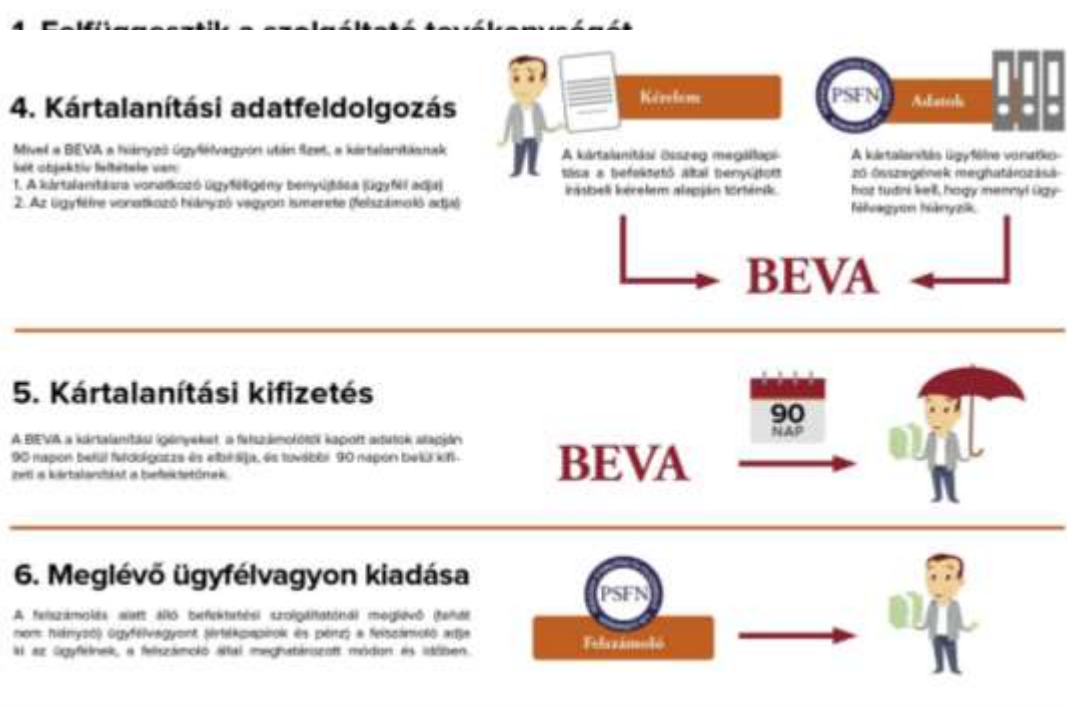 1. Felfüggesztik a szolgáltató tevékenységét
4. Kártalanítási adatfeldolgozás
Mivel a BEVA a hiányzó ügyfélvagyon után fizet, a kártalanításnak
két objektív feltétele van:
1. A kártalanításra vonatkozó ügyféligény benyújtása (ügyfél adja)
2. Az ügyfélre vonatkozó hiányzó vagyon ismerete (felszámoló adja)
Kérelem
A kártalanítási összeg megállapí-
tása a befektető által benyújtott
írásbeli kérelem alapján történik.
PSFN
Adatok
A kártalanítás ügyfélre vonatko-
zó összegének meghatározásá-
hoz tudni kell, hogy mennyi ügy-
félvagyon hiányzik.
BEVA
5. Kártalanítási kifizetés
A BEVA a kártalanítási igényeket a felszámolótól kapott adatok alapján
90 napon belül feldolgozza és elbírálja, és további 90 napon belül kifi-
zeti a kártalanítást a befektetőnek.
BEVA
90
NAP
6. Meglévő ügyfélvagyon kiadása
A felszámolás alatt álló befektetési szolgáltatónál meglévő (tehát
nem hiányzó) ügyfélvagyont (értékpapírok és pénz) a felszámoló adja
ki az ügyfélnek, a felszámoló által meghatározott módon és időben.
PSFN
Felszámoló